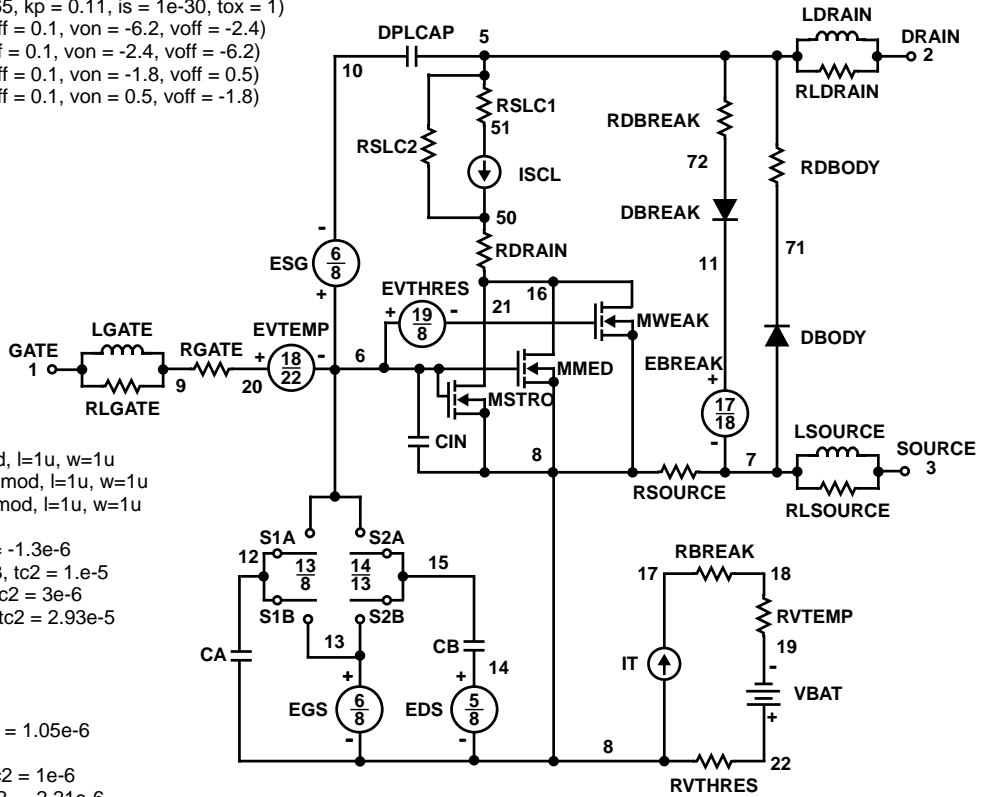 65, kp = 0.11, is = 1e-30, tox = 1)
ff = 0.1, von = -6.2, voff = -2.4)
f = 0.1, von = -2.4, voff = -6.2)
ff = 0.1, von = -1.8, voff = 0.5)
ff = 0.1, von = 0.5, voff = -1.8)
DPLCAP
5
10
LDRAIN
DRAIN
2
RLDRAIN
RSLC1
51
RSLC2
ISCL
50
RDBREAK
72
RDBODY
DBREAK
71
11
RDRAIN
-
ESG
6
8
+
EVTHRES
+
19
8
-
21
16
MWEAK
LGATE
GATE
1
RLGATE
9
RGATE
20
EVTEMP
+
18
22
-
6
MMED
MSTRO
EBREAK
+
17
18
-
DBODY
CIN
8
RSOURCE
7
LSOURCE
SOURCE
3
RLSOURCE
d, l=1u, w=1u
mod, l=1u, w=1u
mod, l=1u, w=1u
= -1.3e-6
3, tc2 = 1.e-5
c2 = 3e-6
tc2 = 2.93e-5
= 1.05e-6
c2 = 1e-6
S1A
S2A
12
13
8
14
13
15
S1B
S2B
13
CA
CB
14
+
EGS
6
8
-
+
EDS
5
8
-
8
RBREAK
17
18
RVTEMP
19
IT
-
VBAT
+
22
RVTHRES